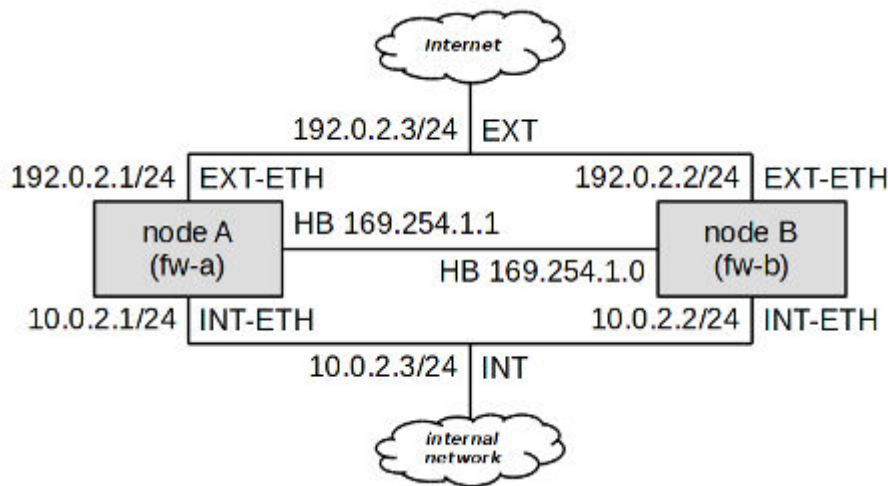 Internet
192.0.2.3/24 EXT
192.0.2.1/24 EXT-ETH
192.0.2.2/24 EXT-ETH
node A
(fw-a)
HB 169.254.1.1
HB 169.254.1.0
node B
(fw-b)
10.0.2.1/24 INT-ETH
10.0.2.2/24 INT-ETH
10.0.2.3/24 INT
internal
network